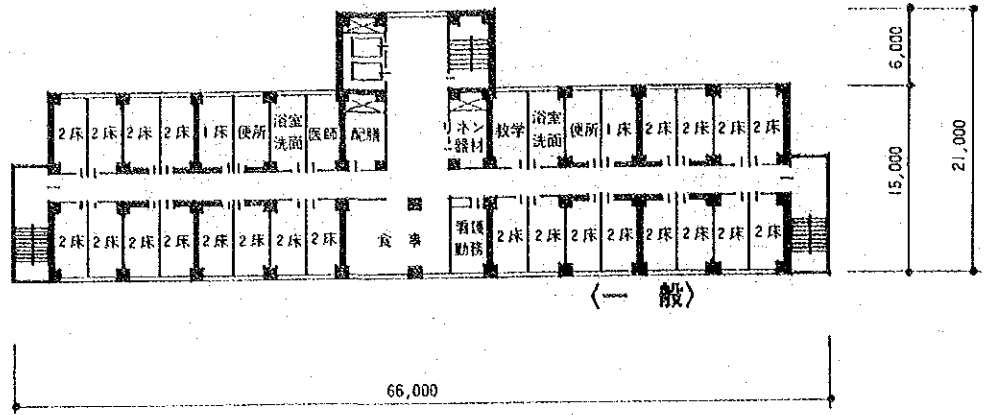 6,000
15,000
21,000
2床 2床 2床 2床 1床 便所 浴室洗面 医師 配膳
リネン器材 教学 浴室洗面 便所 1床 2床 2床 2床 2床
2床 2床 2床 2床 2床 2床 2床 2床 食事 看護勤務 2床 2床 2床 2床 2床 2床 2床 2床
〈一般〉
66,000